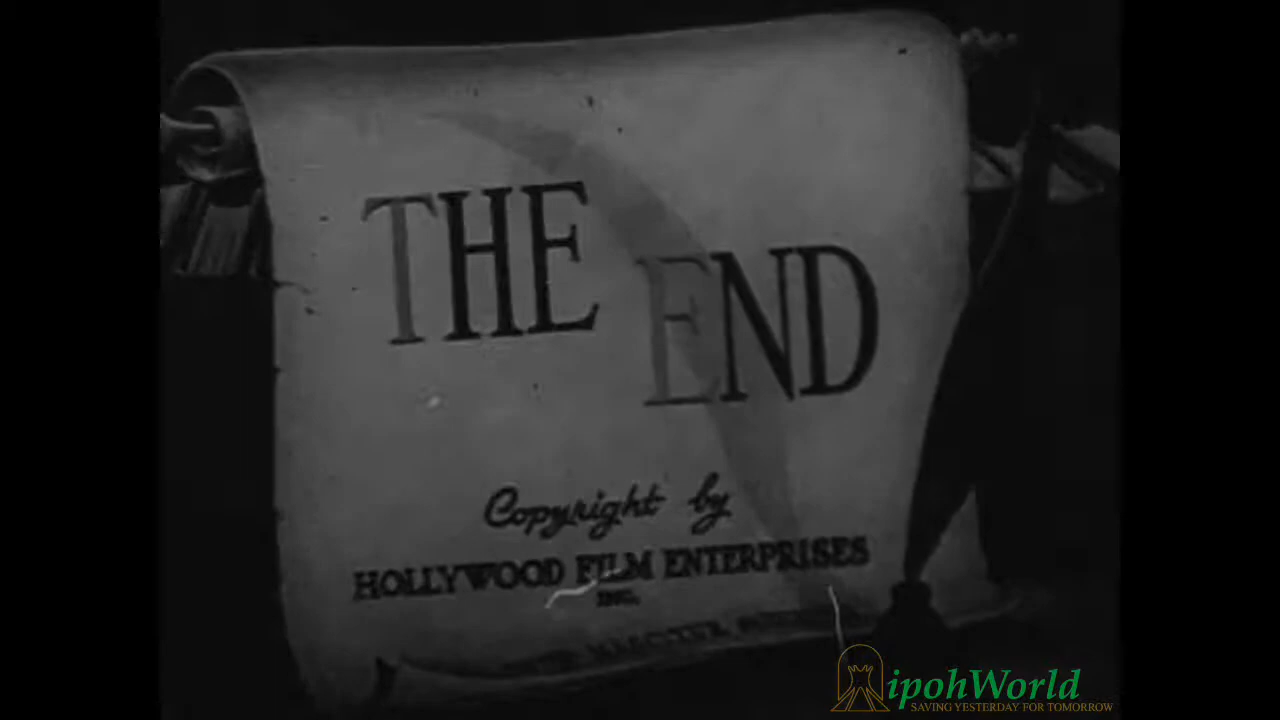 THE END
Copyright by
HOLLYWOOD FILM ENTERPRISES
INC.
ipohWorld
SAVING YESTERDAY FOR TOMORROW